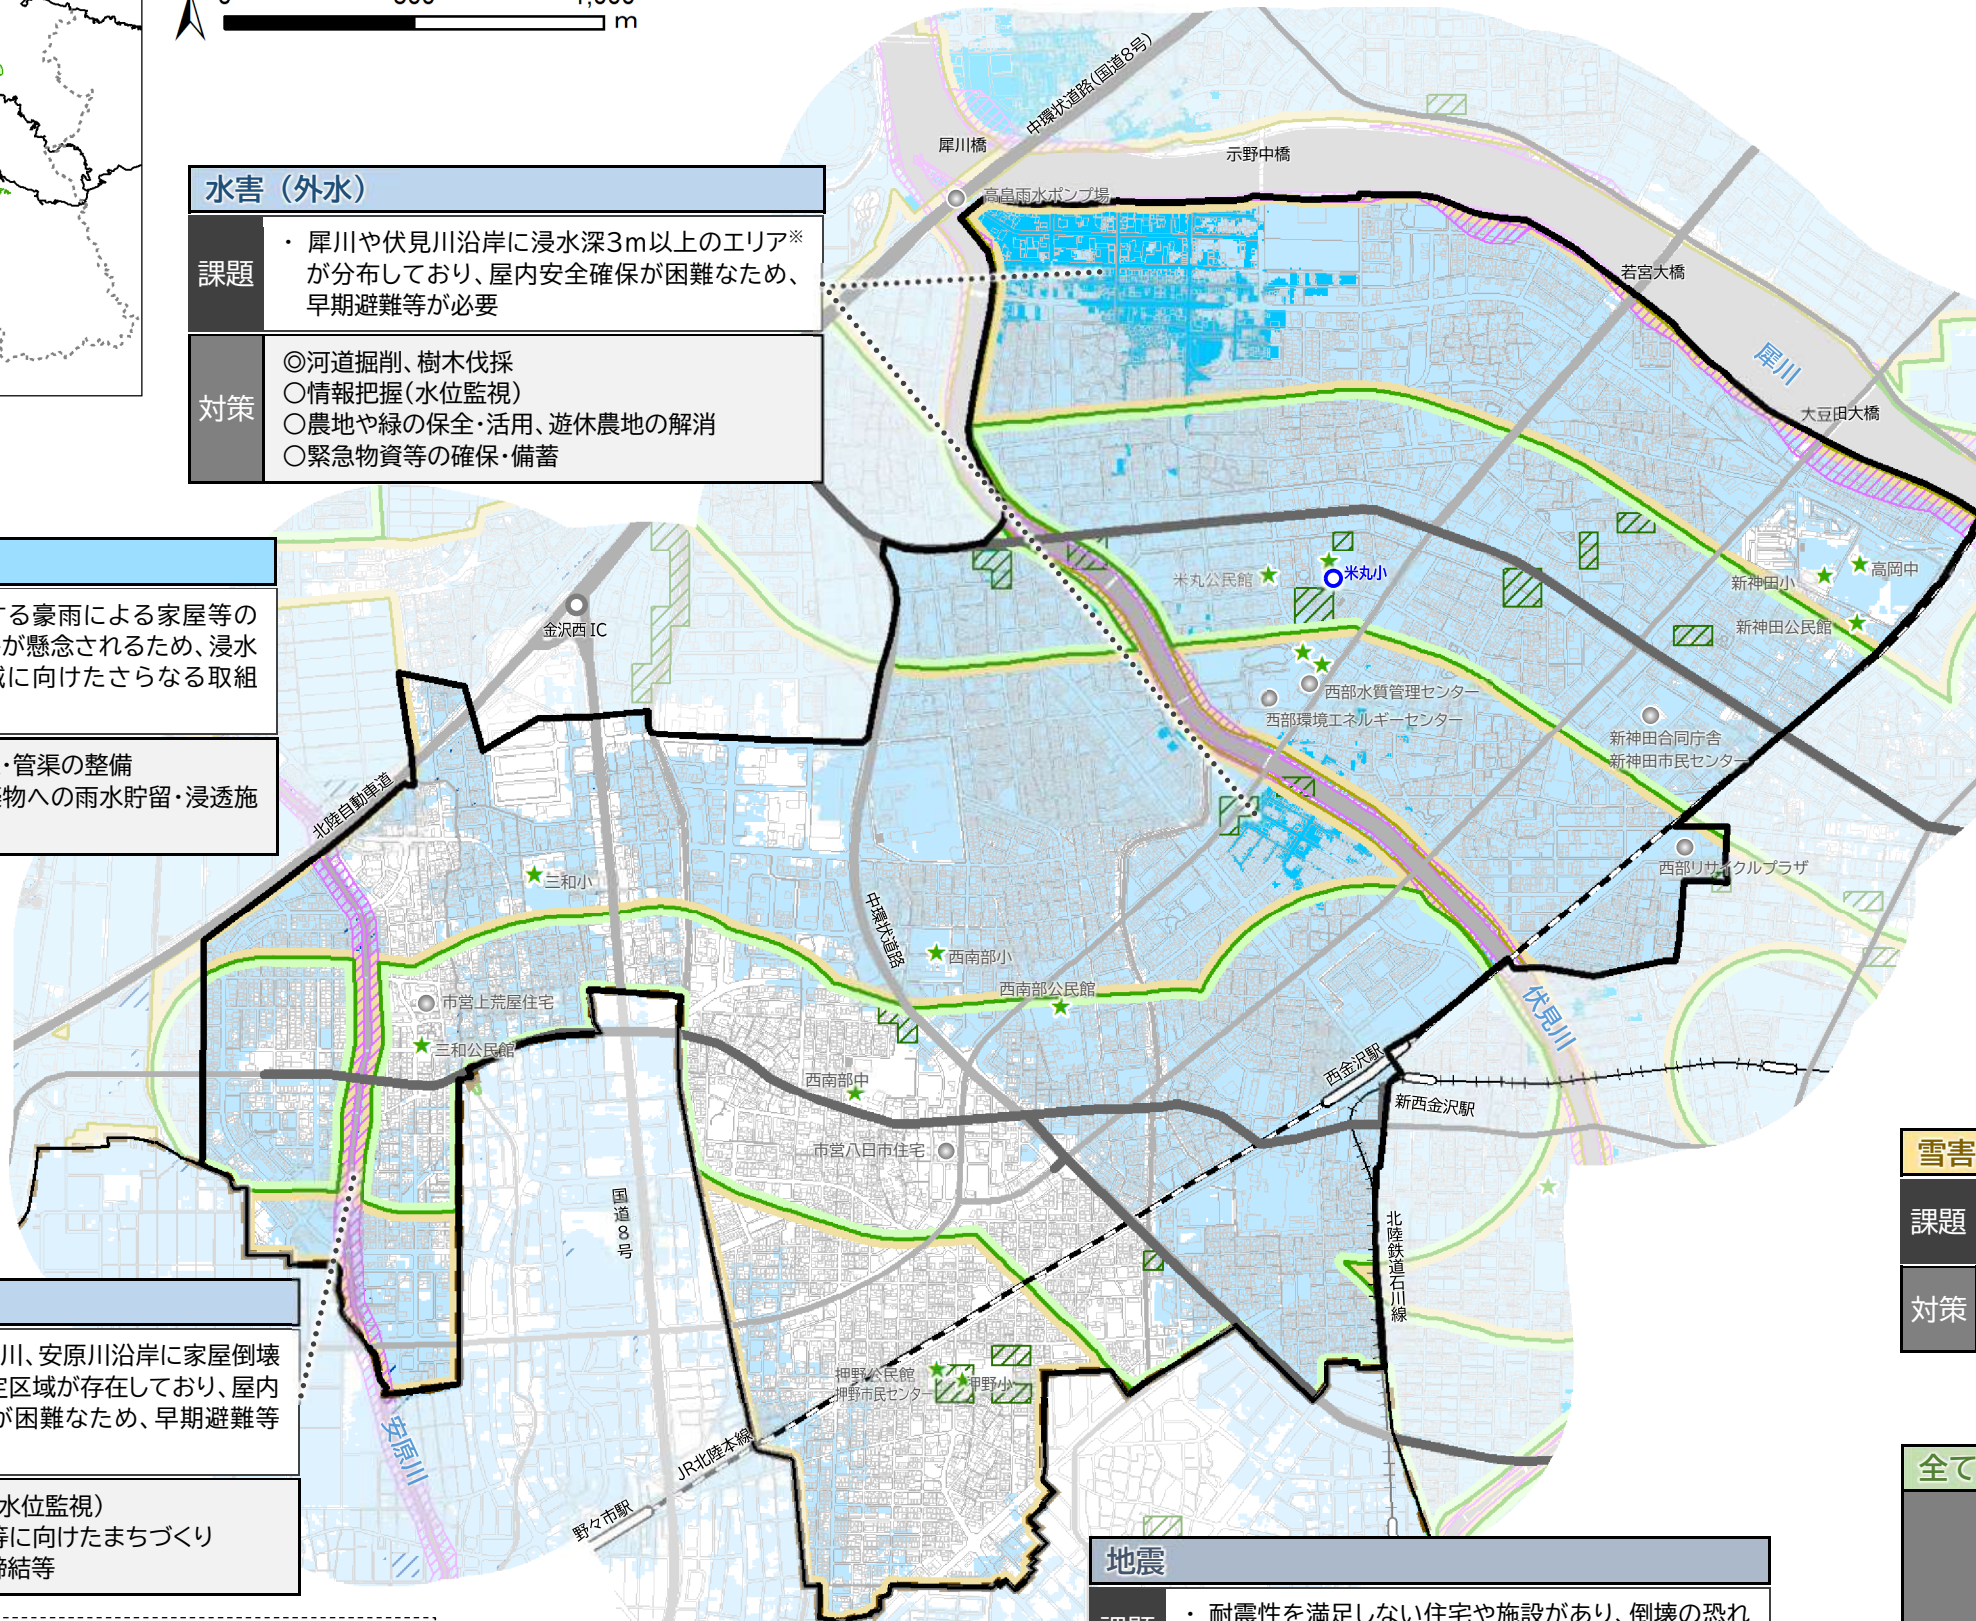 0 500 1,000
m
中環状道路(国道8号)
犀川橋
示野中橋
高畠雨水ポンプ場
水害（外水）
課題
・ 犀川や伏見川沿岸に浸水深3m以上のエリア※
が分布しており、屋内安全確保が困難なため、
早期避難等が必要
対策
◎河道掘削、樹木伐採
○情報把握(水位監視)
○農地や緑の保全・活用、遊休農地の解消
○緊急物資等の確保・備蓄
若宮大橋
犀川
大豆田大橋
米丸公民館
米丸小
新神田小
高岡中
新神田公民館
する豪雨による家屋等の
が懸念されるため、浸水
に向けたさらなる取組
・管渠の整備
物への雨水貯留・浸透施
金沢西IC
西部水質管理センター
西部環境エネルギーセンター
新神田合同庁舎
新神田市民センター
北陸自動車道
西部リサイクルプラザ
三和小
中環状道路
西南部小
西南部公民館
市営上荒屋住宅
三和公民館
伏見川
西金沢駅
西南部中
新西金沢駅
市営八日市住宅
国道8号
北陸鉄道石川線
雪害
課題
対策
川、安原川沿岸に家屋倒壊
定区域が存在しており、屋内
が困難なため、早期避難等
水位監視)
等に向けたまちづくり
締結等
安原川
押野公民館
押野市民センター
押野小
JR北陸本線
野々市駅
全て
地震
課題
・ 耐震性を満足しない住宅や施設があり、倒壊の恐れ